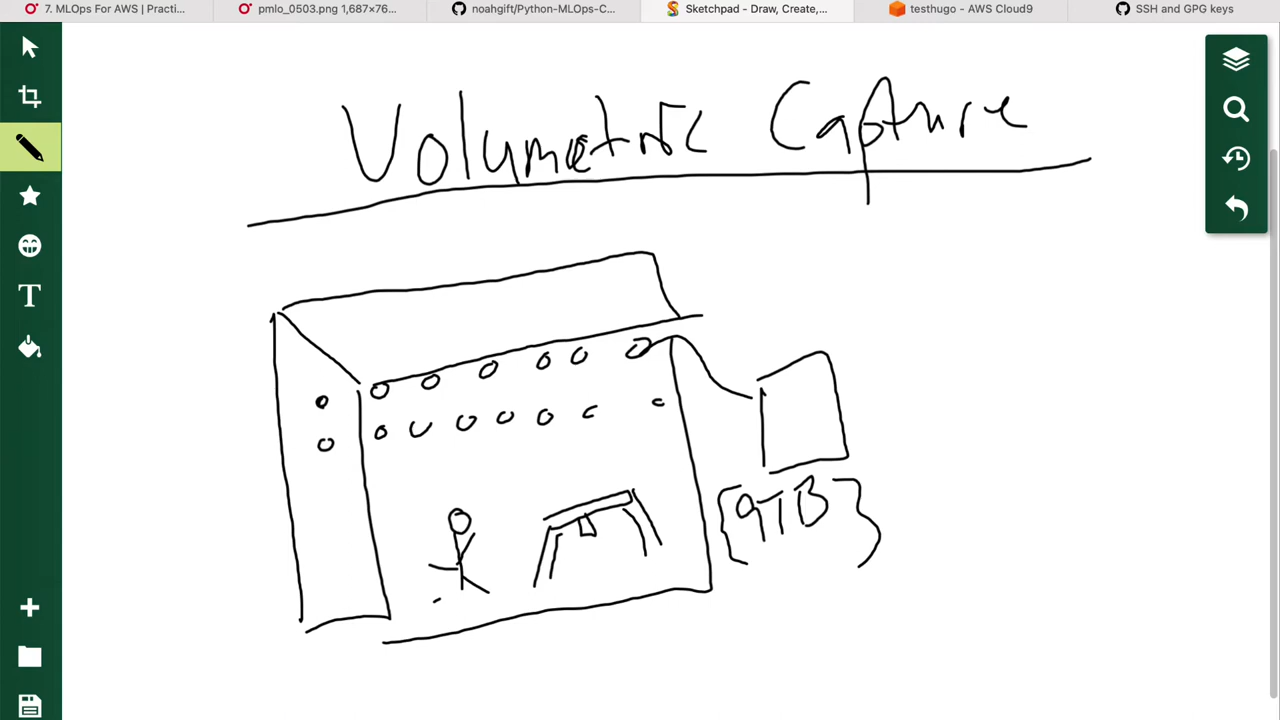 7. MLOps For AWS | Practi...
pmlo_0503.png 1,687×76...
noahgift/Python-MLOps-C...
Sketchpad - Draw, Create,...
testhugo - AWS Cloud9
SSH and GPG keys
Volumetric Capture
{9TB}
T